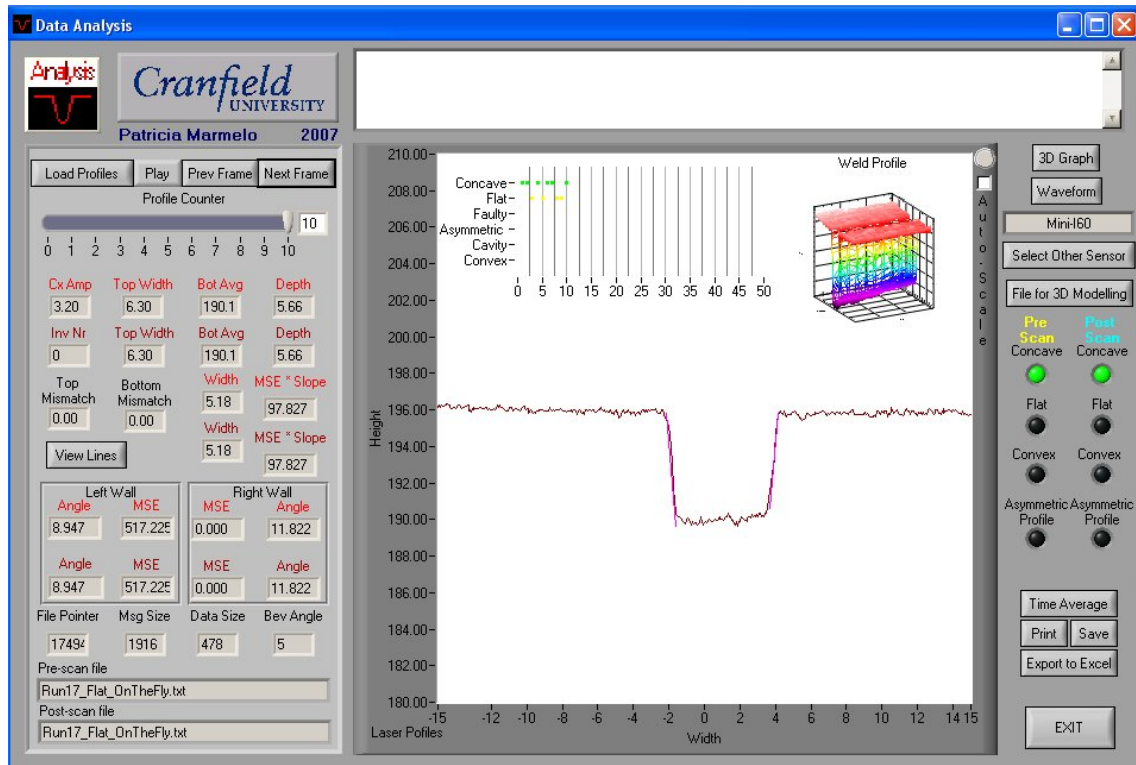 Data Analysis
Analysis
Cranfield
UNIVERSITY
Patricia Marmelo 2007
Load Profiles Play Prev Frame Next Frame
Profile Counter
10
0 1 2 3 4 5 6 7 8 9 10
Cx Amp Top Width Bot Avg Depth
3.20 6.30 190.1 5.66
Inv Nr Top Width Bot Avg Depth
0 6.30 190.1 5.66
Top Mismatch Bottom Mismatch Width MSE * Slope
0.00 0.00 5.18 97.827
Width MSE * Slope
View Lines 5.18 97.827
Left Wall Right Wall
Angle MSE MSE Angle
8.947 517.225 0.000 11.822
Angle MSE MSE Angle
8.947 517.225 0.000 11.822
File Pointer Msg Size Data Size Bev Angle
17494 1916 478 5
Pre-scan file
Run17_Flat_OnTheFly.txt
Post-scan file
Run17_Flat_OnTheFly.txt
210.00
208.00
206.00
204.00
202.00
200.00
198.00
196.00
194.00
192.00
190.00
188.00
186.00
184.00
182.00
180.00
Height
Concave
Flat
Faulty
Asymmetric
Cavity
Convex
0 5 10 15 20 25 30 35 40 45 50
Weld Profile
Auto-Scale
-15 -12 -10 -8 -6 -4 -2 0 2 4 6 8 10 12 14 15
Laser Pofiles
Width
3D Graph
Waveform
Mini-I60
Select Other Sensor
File for 3D Modelling
Pre Scan Post Scan
Concave Concave
Flat Flat
Convex Convex
Asymmetric Profile Asymmetric Profile
Time Average
Print Save
Export to Excel
EXIT